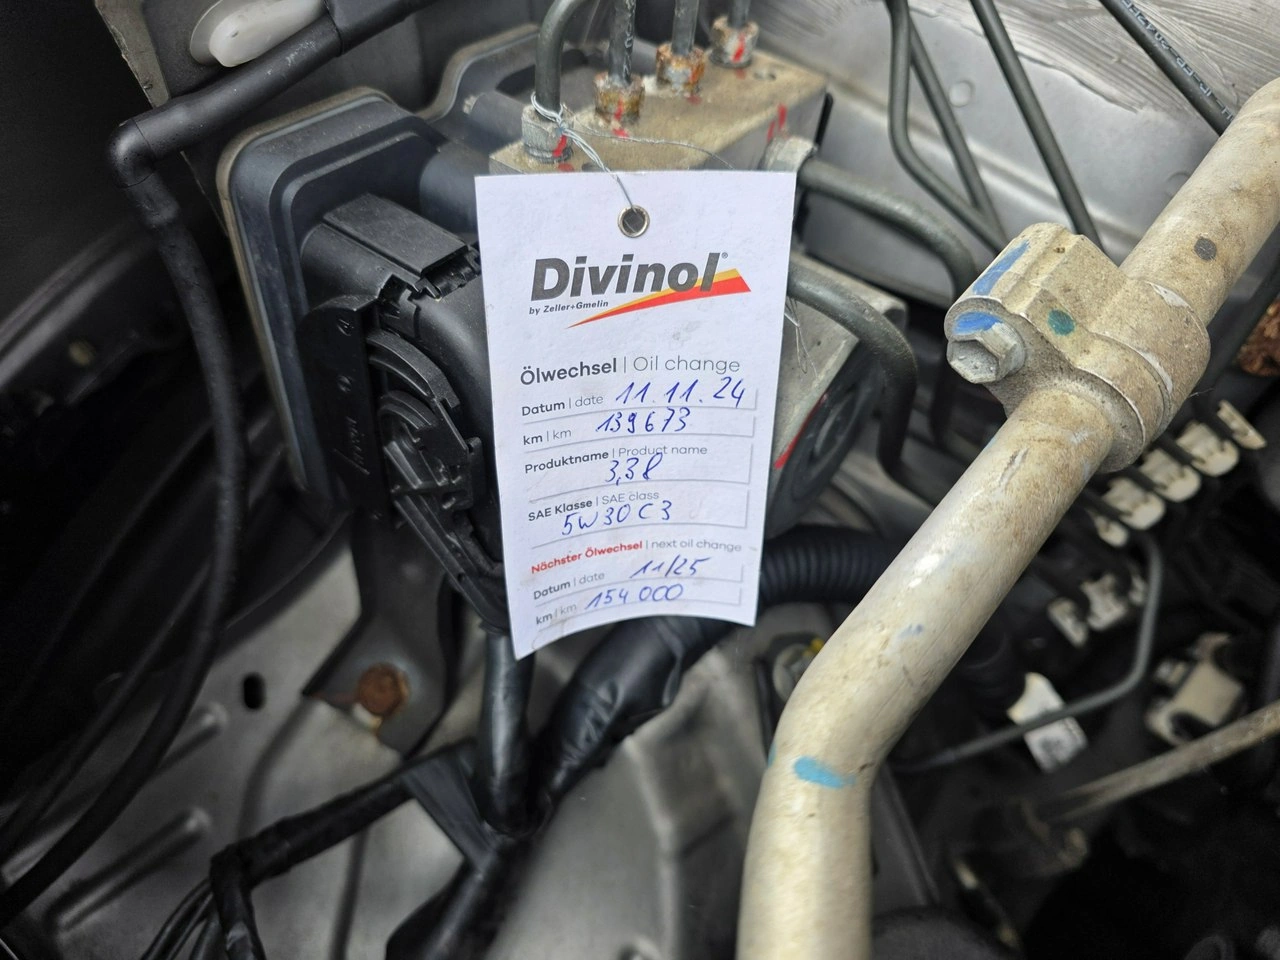 Divinol®
by Zeller+Gmelin
Ölwechsel | Oil change
Datum | date 11.11.24
km | km 139673
Produktname | Product name
3,3l
SAE Klasse | SAE class
5W30 C3
Nächster Ölwechsel | next oil change
Datum | date 11/25
km | km 154 000